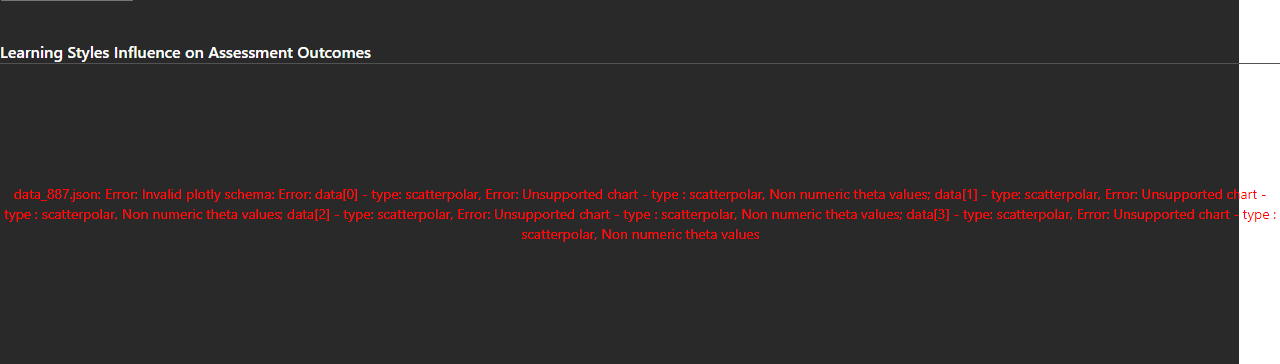 Learning Styles Influence on Assessment Outcomes
data_887.json: Error: Invalid plotly schema: Error: data[0] - type: scatterpolar, Error: Unsupported chart - type : scatterpolar, Non numeric theta values; data[1] - type: scatterpolar, Error: Unsupported chart -
type : scatterpolar, Non numeric theta values; data[2] - type: scatterpolar, Error: Unsupported chart - type : scatterpolar, Non numeric theta values; data[3] - type: scatterpolar, Error: Unsupported chart - type :
scatterpolar, Non numeric theta values